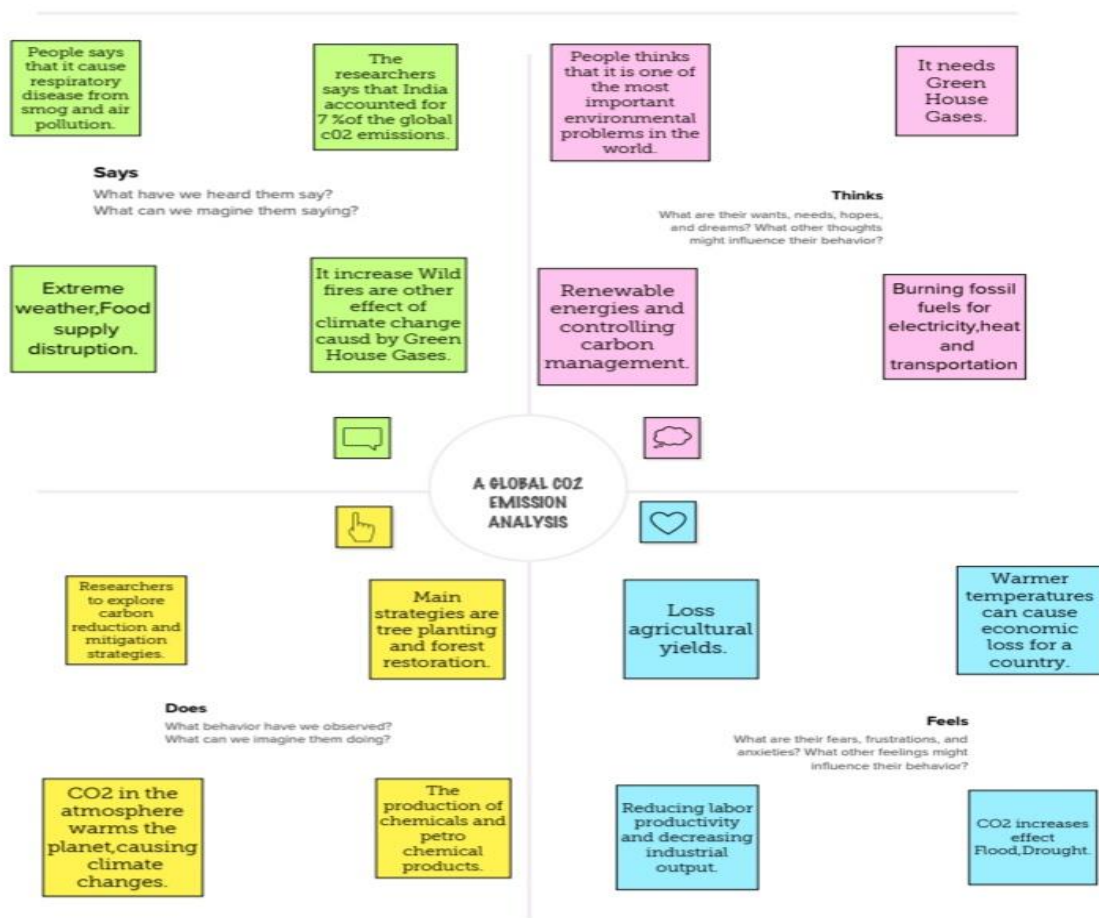 People says
that it cause
respiratory
disease from
smog and air
pollution.
The
researchers
says that India
accounted for
7 %of the global
c02 emissions.
Says
What have we heard them say?
What can we magine them saying?
Extreme
weather,Food
supply
distruption.
It increase Wild
fires are other
effect of
climate change
causd by Green
House Gases.
People thinks
that it is one of
the most
important
environmental
problems in the
world.
It needs
Green
House
Gases.
Thinks
What are their wants, needs, hopes,
and dreams? What other thoughts
might influence their behavior?
Renewable
energies and
controlling
carbon
management.
Burning fossil
fuels for
electricity,heat
and
transportation
A GLOBAL CO2
EMISSION
ANALYSIS
Researchers
to explore
carbon
reduction and
mitigation
strategies.
Main
strategies are
tree planting
and forest
restoration.
Does
What behavior have we observed?
What can we imagine them doing?
CO2 in the
atmosphere
warms the
planet,causing
climate
changes.
The
production of
chemicals and
petro
chemical
products.
Loss
agricultural
yields.
Warmer
temperatures
can cause
economic
loss for a
country.
Feels
What are their fears, frustrations, and
anxieties? What other feelings might
influence their behavior?
Reducing labor
productivity
and decreasing
industrial
output.
CO2 increases
effect
Flood,Drought.